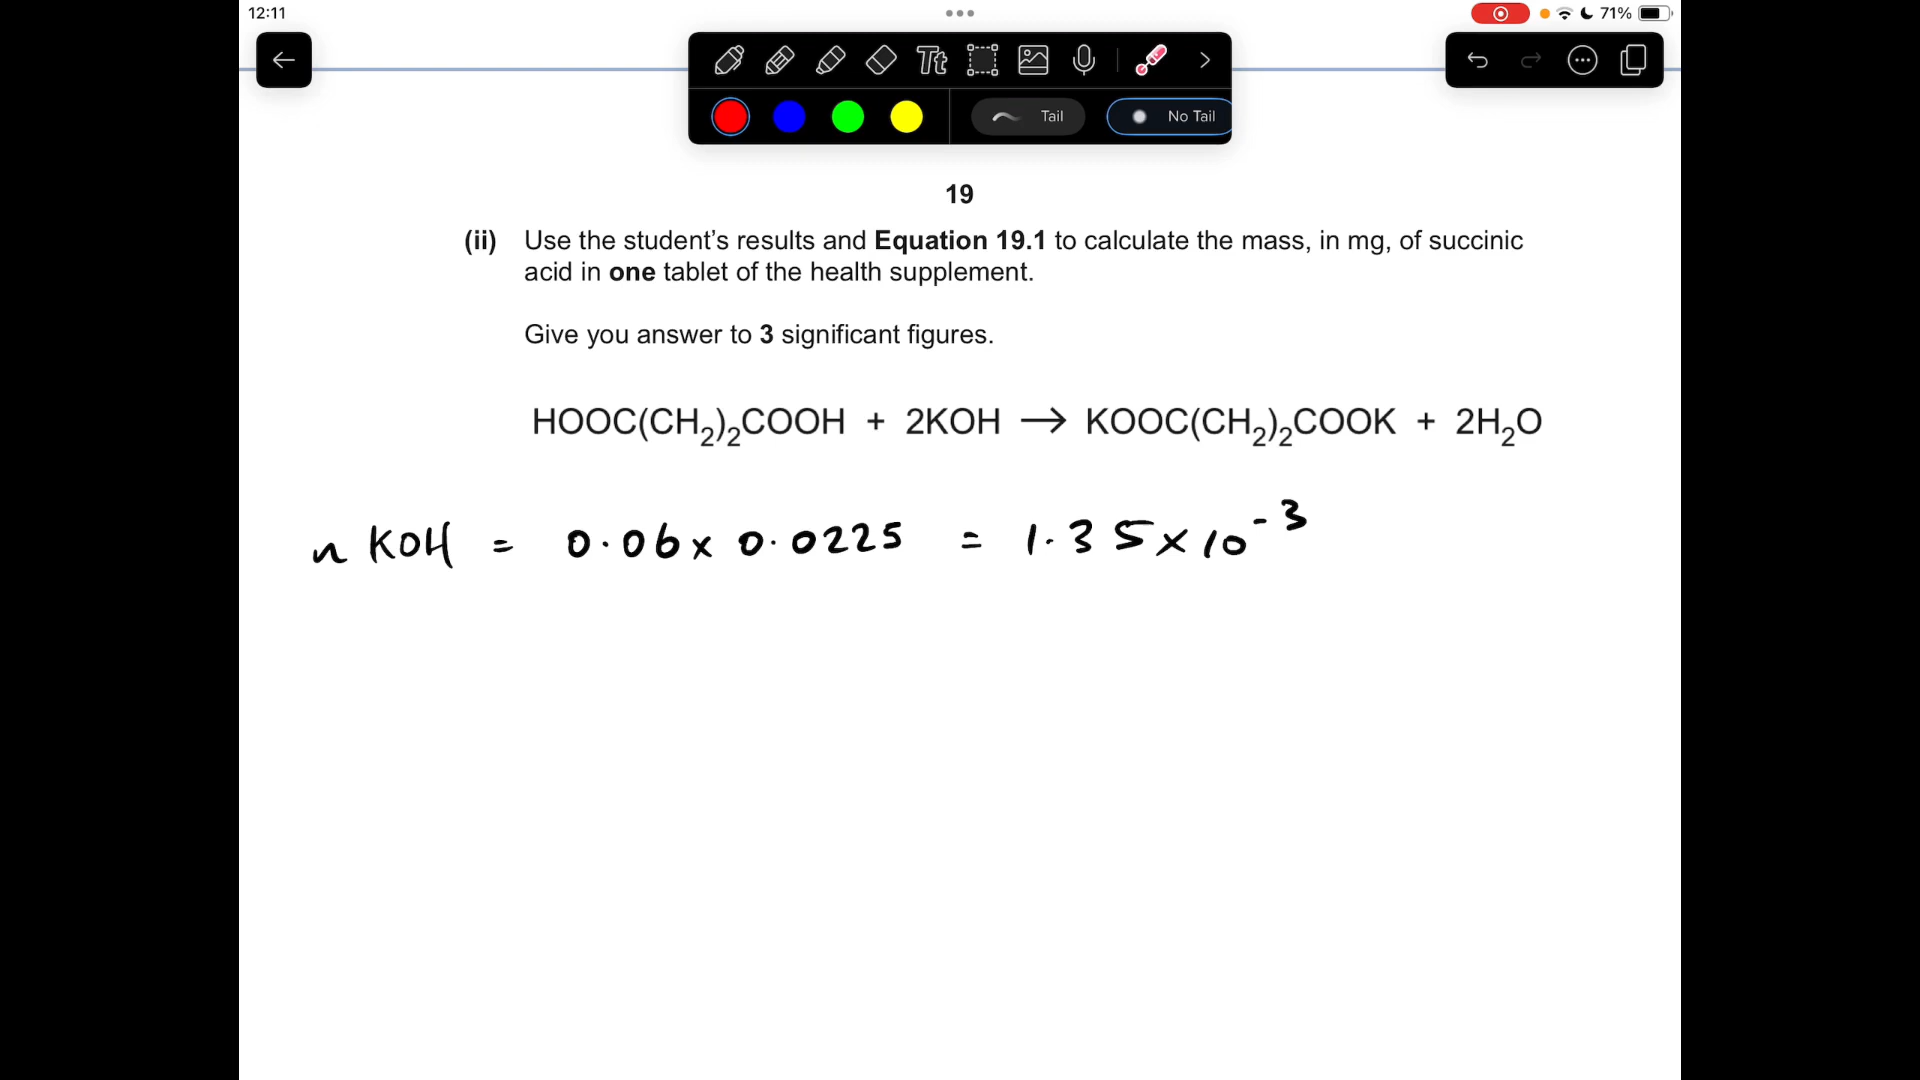 12:11
71%
Tt
Tail
No Tail
19
(ii) Use the student's results and Equation 19.1 to calculate the mass, in mg, of succinic
acid in one tablet of the health supplement.
Give you answer to 3 significant figures.
HOOC(CH₂)₂COOH + 2KOH → KOOC(CH₂)₂COOK + 2H₂O
n KOH = 0.06 x 0.0225 = 1.35 x 10⁻³